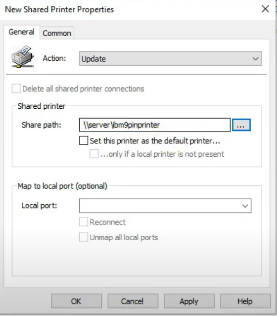 New Shared Printer Properties
General Common
Action: Update
Delete all shared printer connections
Shared printer
Share path: \\server\ibm9pinprinter ...
Set this printer as the default printer...
...only if a local printer is not present
Map to local port (optional)
Local port:
Reconnect
Unmap all local ports
OK Cancel Apply Help